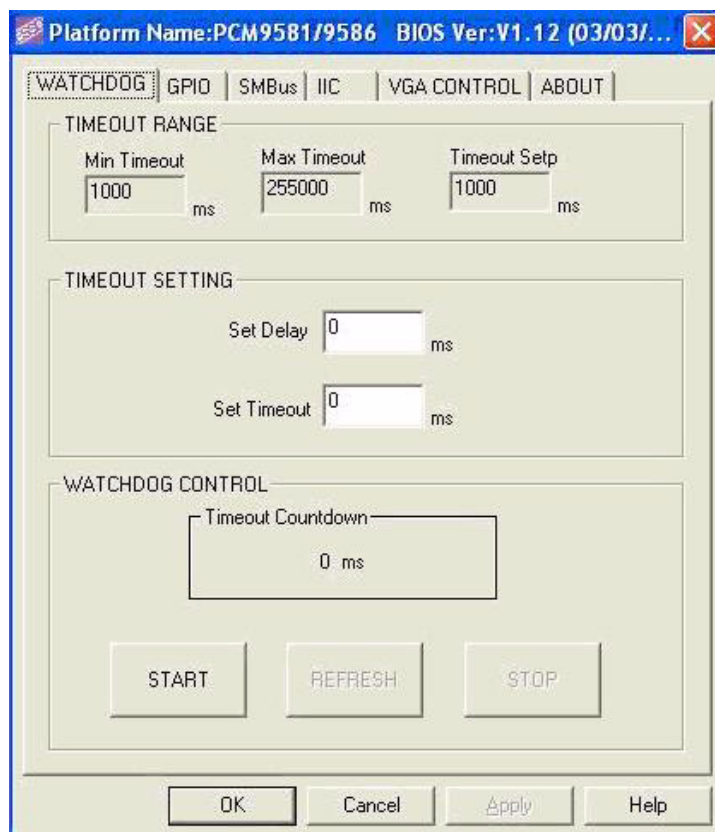 Platform Name:PCM9581/9586 BIOS Ver:V1.12 (03/03/...
WATCHDOG GPIO SMBus IIC VGA CONTROL ABOUT
TIMEOUT RANGE
Min Timeout Max Timeout Timeout Setp
1000 ms 255000 ms 1000 ms
TIMEOUT SETTING
Set Delay 0 ms
Set Timeout 0 ms
WATCHDOG CONTROL
Timeout Countdown
0 ms
START REFRESH STOP
OK Cancel Apply Help